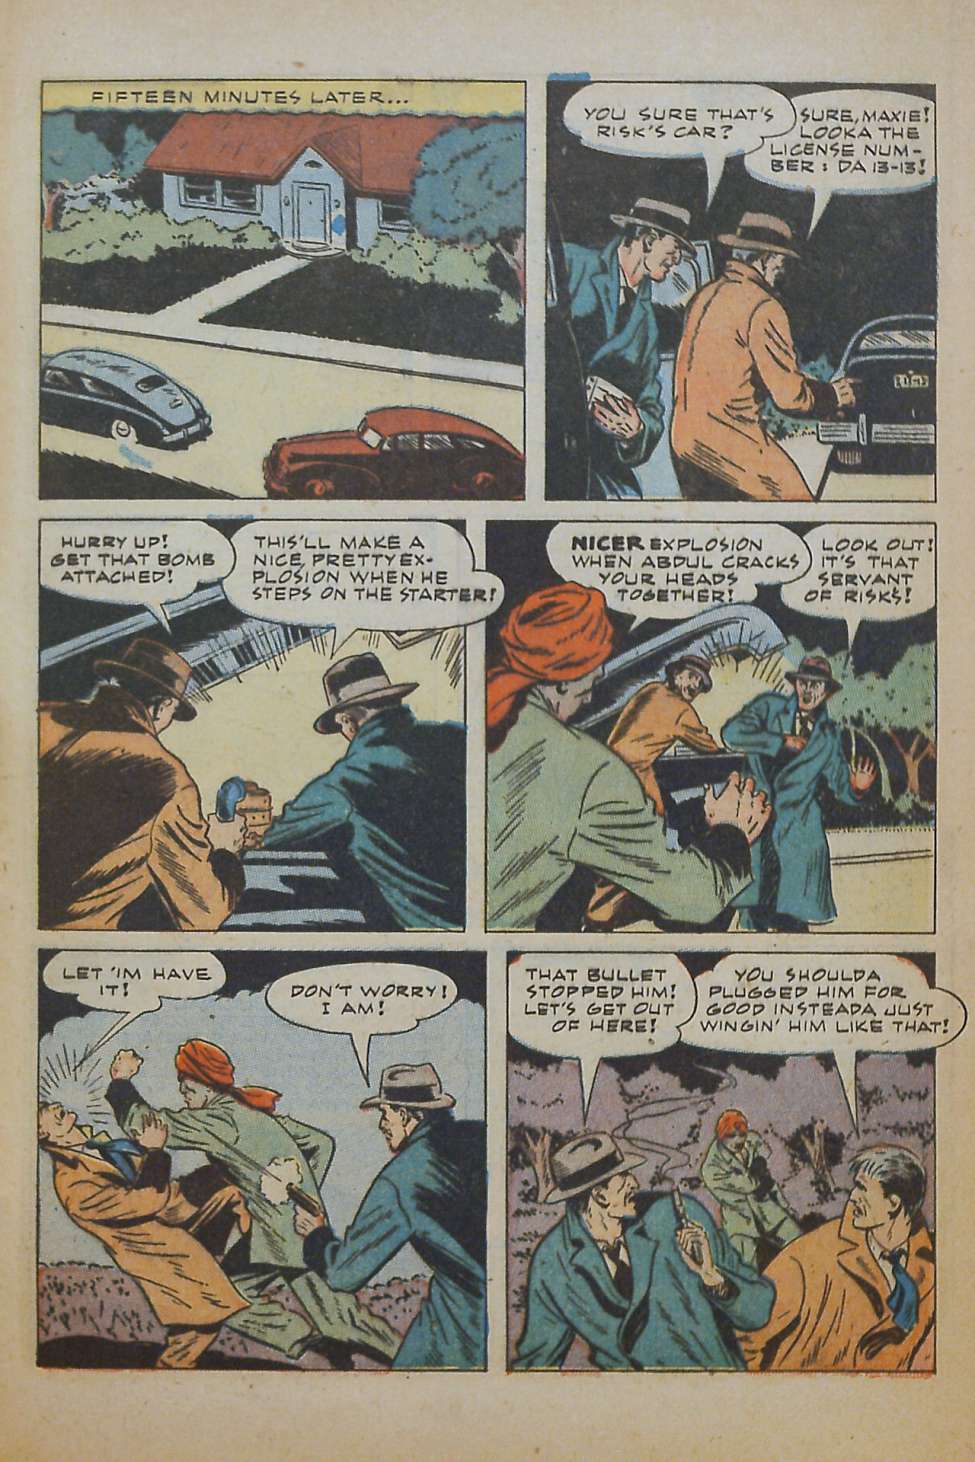 FIFTEEN MINUTES LATER...
YOU SURE THAT'S
RISK'S CAR?
SURE, MAXIE!
LOOKA THE
LICENSE NUM-
BER: DA 13-13!
HURRY UP!
GET THAT BOMB
ATTACHED!
THIS'LL MAKE A
NICE, PRETTY EX-
PLOSION WHEN HE
STEPS ON THE STARTER!
NICER EXPLOSION
WHEN ABDUL CRACKS
YOUR HEADS
TOGETHER!
LOOK OUT!
IT'S THAT
SERVANT
OF RISK'S!
LET 'IM HAVE
IT!
DON'T WORRY!
I AM!
THAT BULLET
STOPPED HIM!
LET'S GET OUT
OF HERE!
YOU SHOULDA
PLUGGED HIM FOR
GOOD INSTEADA JUST
WINGIN' HIM LIKE THAT!